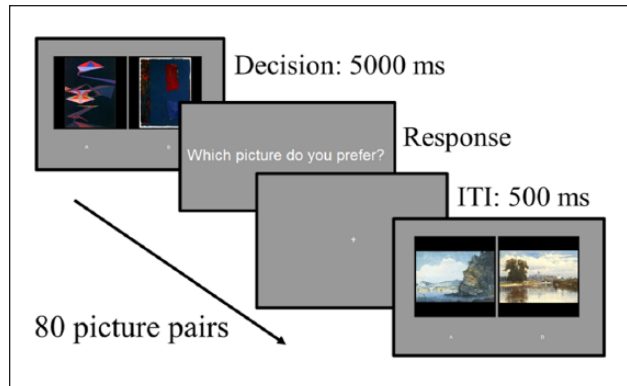 Decision: 5000 ms
A B
Which picture do you prefer?
Response
ITI: 500 ms
+
A
80 picture pairs